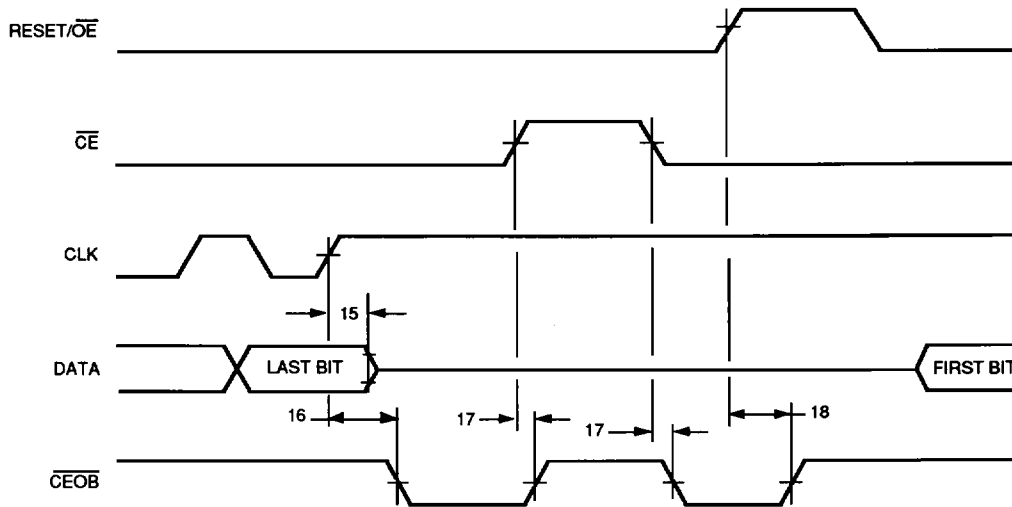 RESET/OE
CE
CLK
15
DATA
LAST BIT
FIRST BIT
16
17
17
18
CEOB